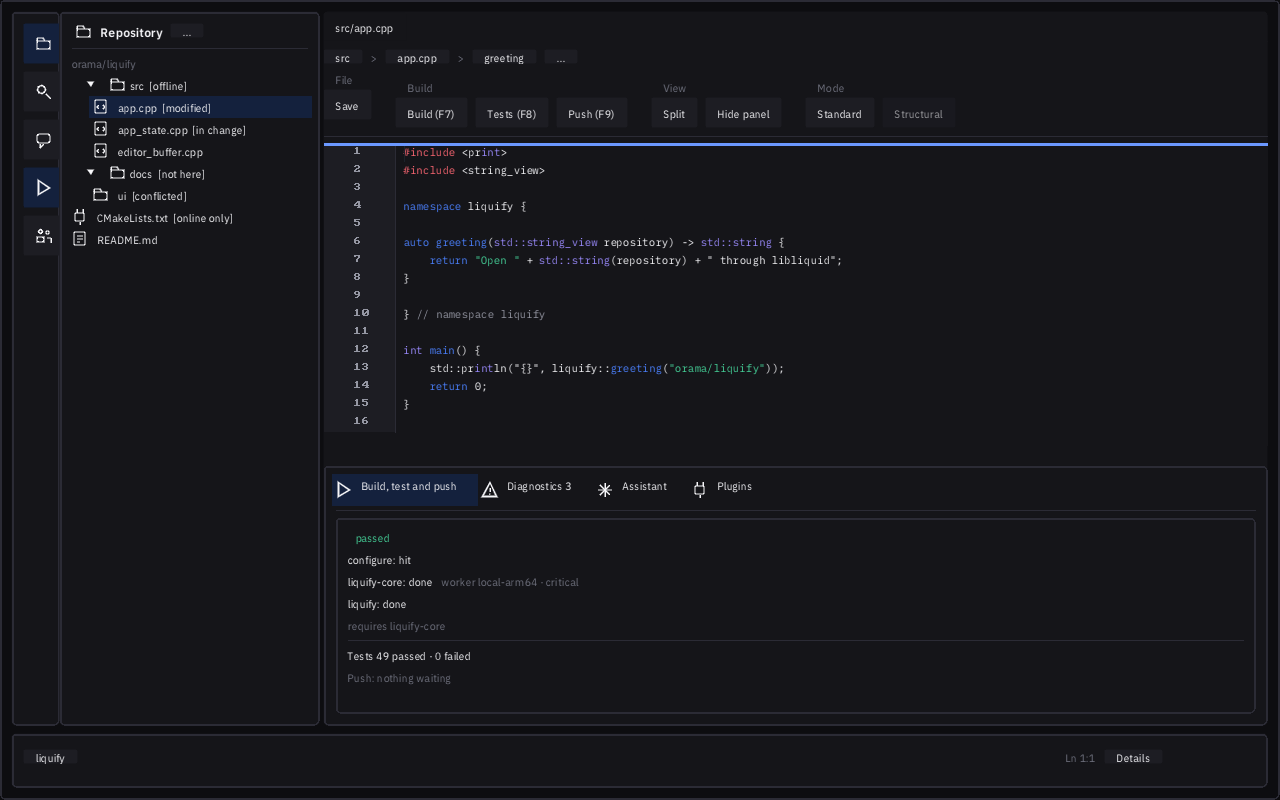 Repository ...
orama/liquify
src [offline]
app.cpp [modified]
app_state.cpp [in change]
editor_buffer.cpp
docs [not here]
ui [conflicted]
CMakeLists.txt [online only]
README.md
src/app.cpp
src > app.cpp > greeting ...
File Build View Mode
Save Build (F7) Tests (F8) Push (F9) Split Hide panel Standard Structural
1 #include <print>
2 #include <string_view>
3
4 namespace liquify {
5
6 auto greeting(std::string_view repository) -> std::string {
7 return "Open " + std::string(repository) + " through libliquid";
8 }
9
10 } // namespace liquify
11
12 int main() {
13 std::println("{}", liquify::greeting("orama/liquify"));
14 return 0;
15 }
16
Build, test and push Diagnostics 3 Assistant Plugins
passed
configure: hit
liquify-core: done worker local-arm64 · critical
liquify: done
requires liquify-core
Tests 49 passed · 0 failed
Push: nothing waiting
liquify Ln 1:1 Details